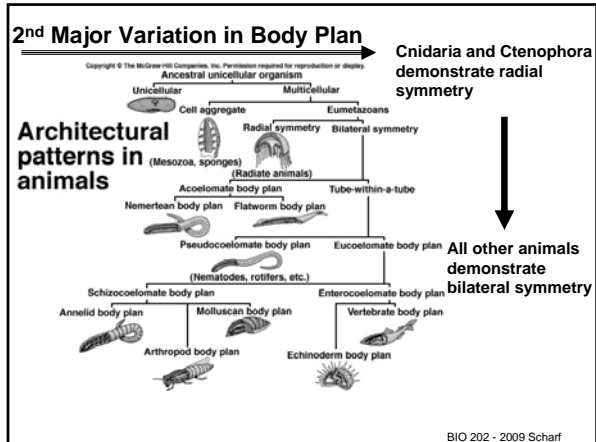 2nd Major Variation in Body Plan
Copyright © The McGraw-Hill Companies, Inc. Permission required for reproduction or display.
Ancestral unicellular organism
Unicellular
Multicellular
Cell aggregate
Eumetazoans
Radial symmetry
Bilateral symmetry
Architectural
patterns in
animals
(Mesozoa, sponges)
(Radiate animals)
Acoelomate body plan
Tube-within-a-tube
Nemertean body plan
Flatworm body plan
Pseudocoelomate body plan
Eucoelomate body plan
(Nematodes, rotifers, etc.)
Schizocoelomate body plan
Enterocoelomate body plan
Annelid body plan
Molluscan body plan
Vertebrate body plan
Arthropod body plan
Echinoderm body plan
Cnidaria and Ctenophora
demonstrate radial
symmetry
All other animals
demonstrate
bilateral symmetry
BIO 202 - 2009 Scharf